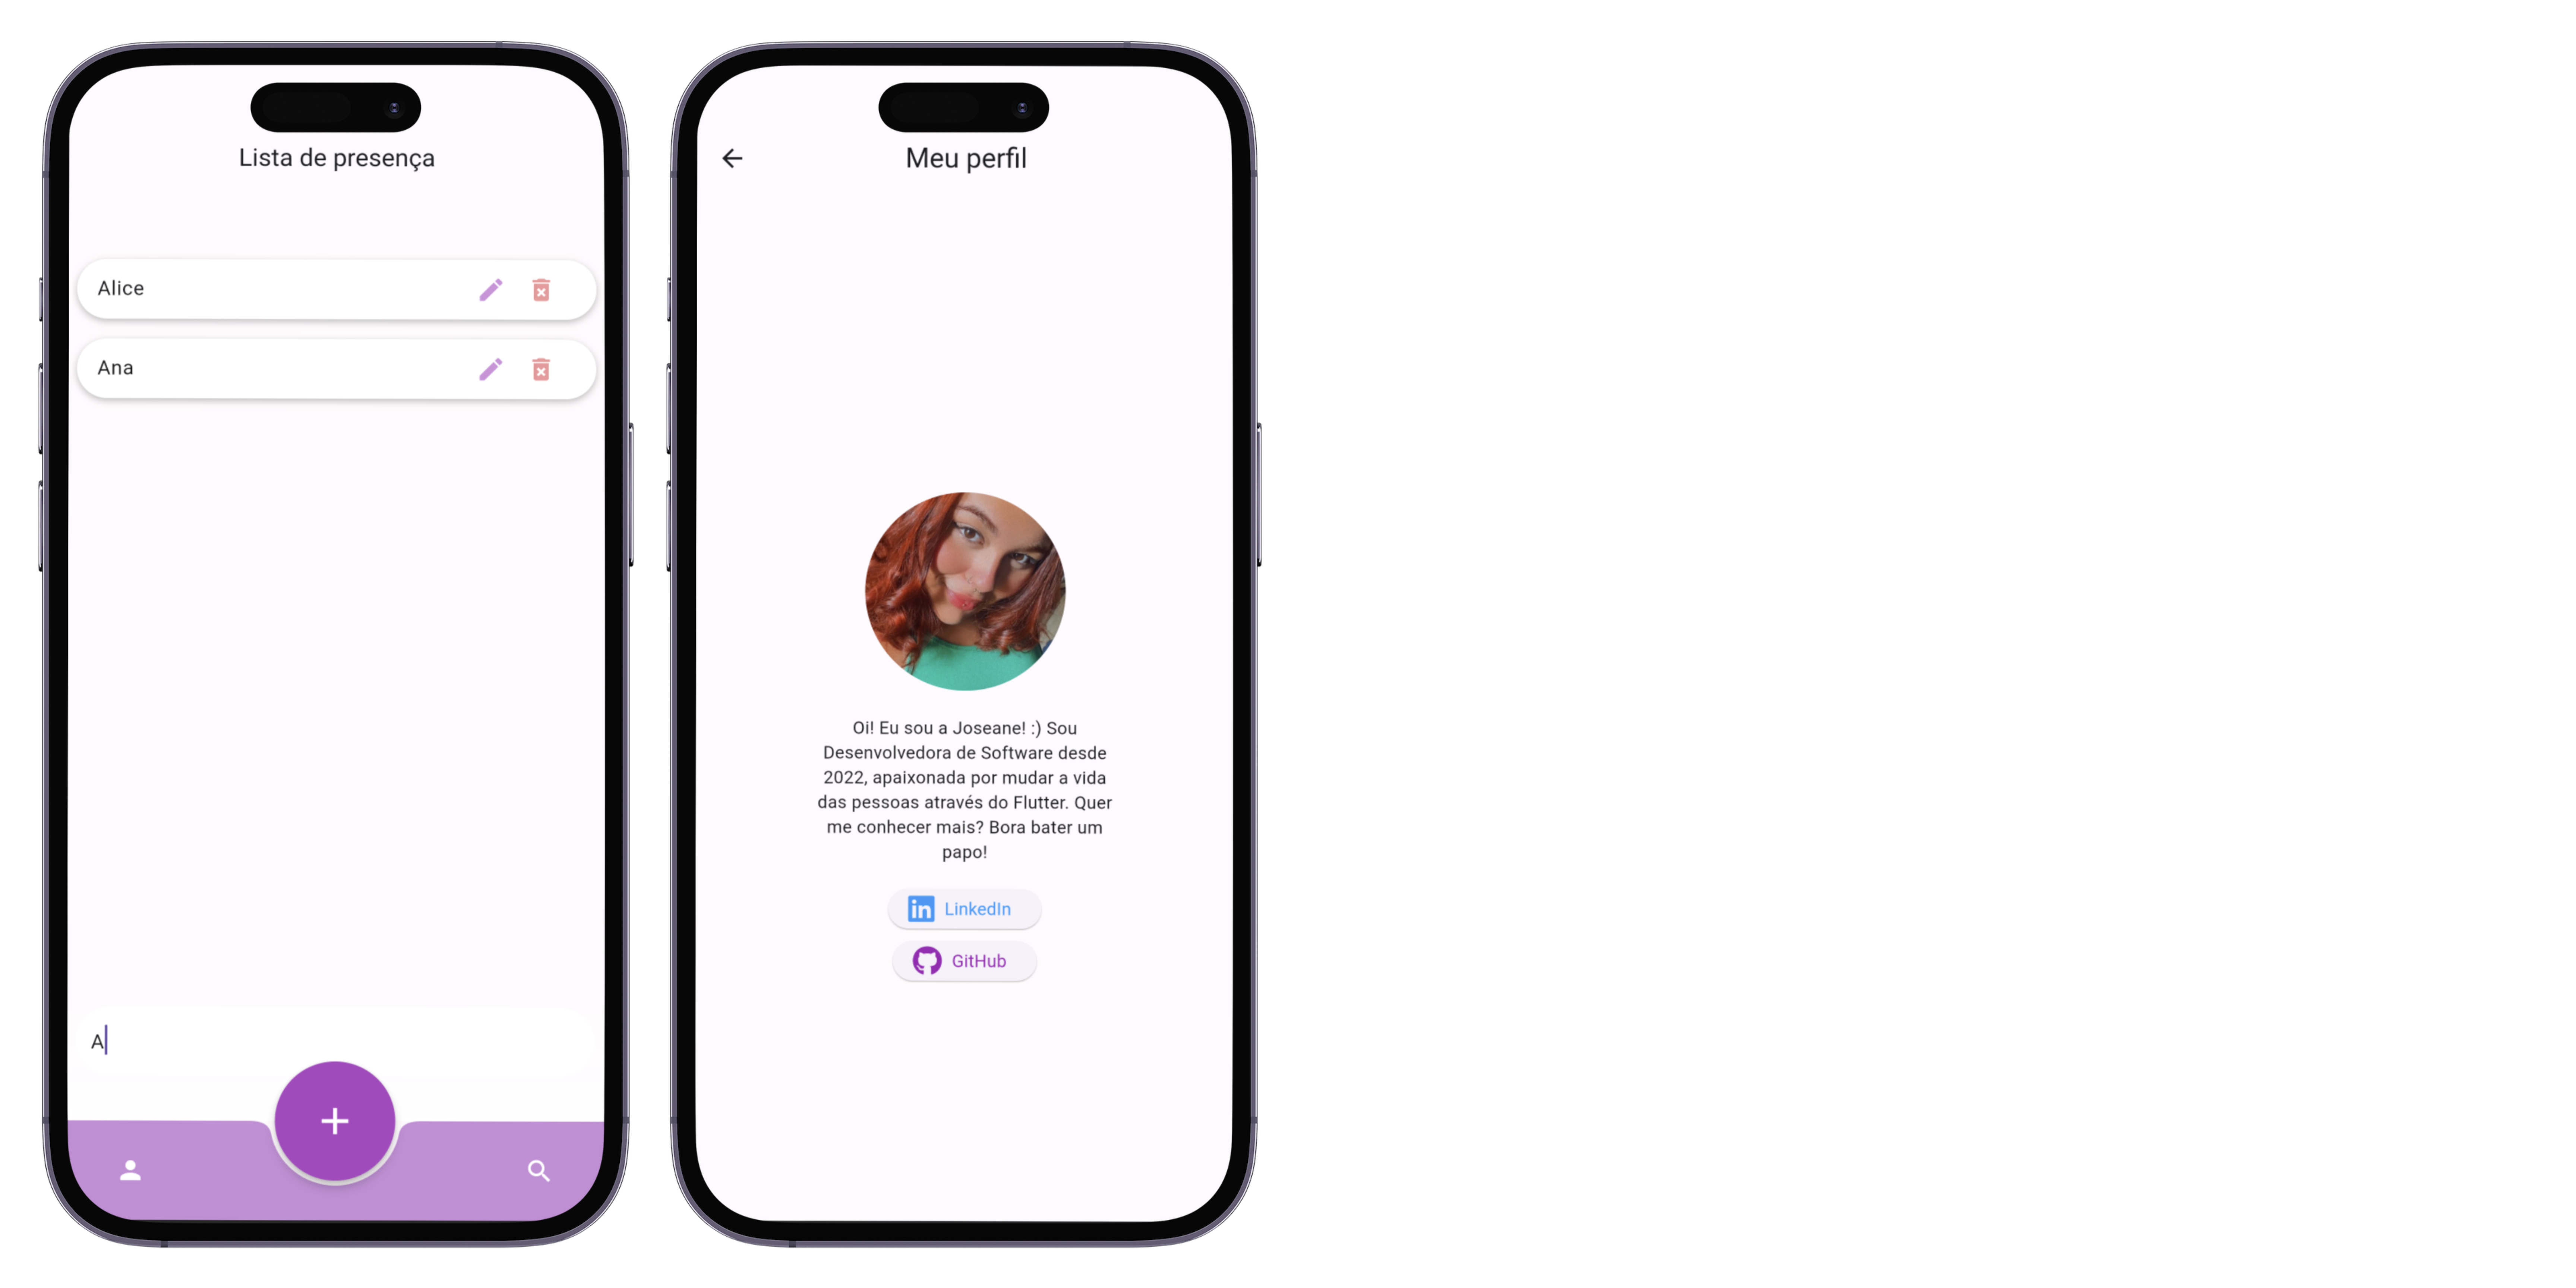 Lista de presença
Alice
Ana
A
Meu perfil
Oi! Eu sou a Joseane! :) Sou
Desenvolvedora de Software desde
2022, apaixonada por mudar a vida
das pessoas através do Flutter. Quer
me conhecer mais? Bora bater um
papo!
in LinkedIn
GitHub